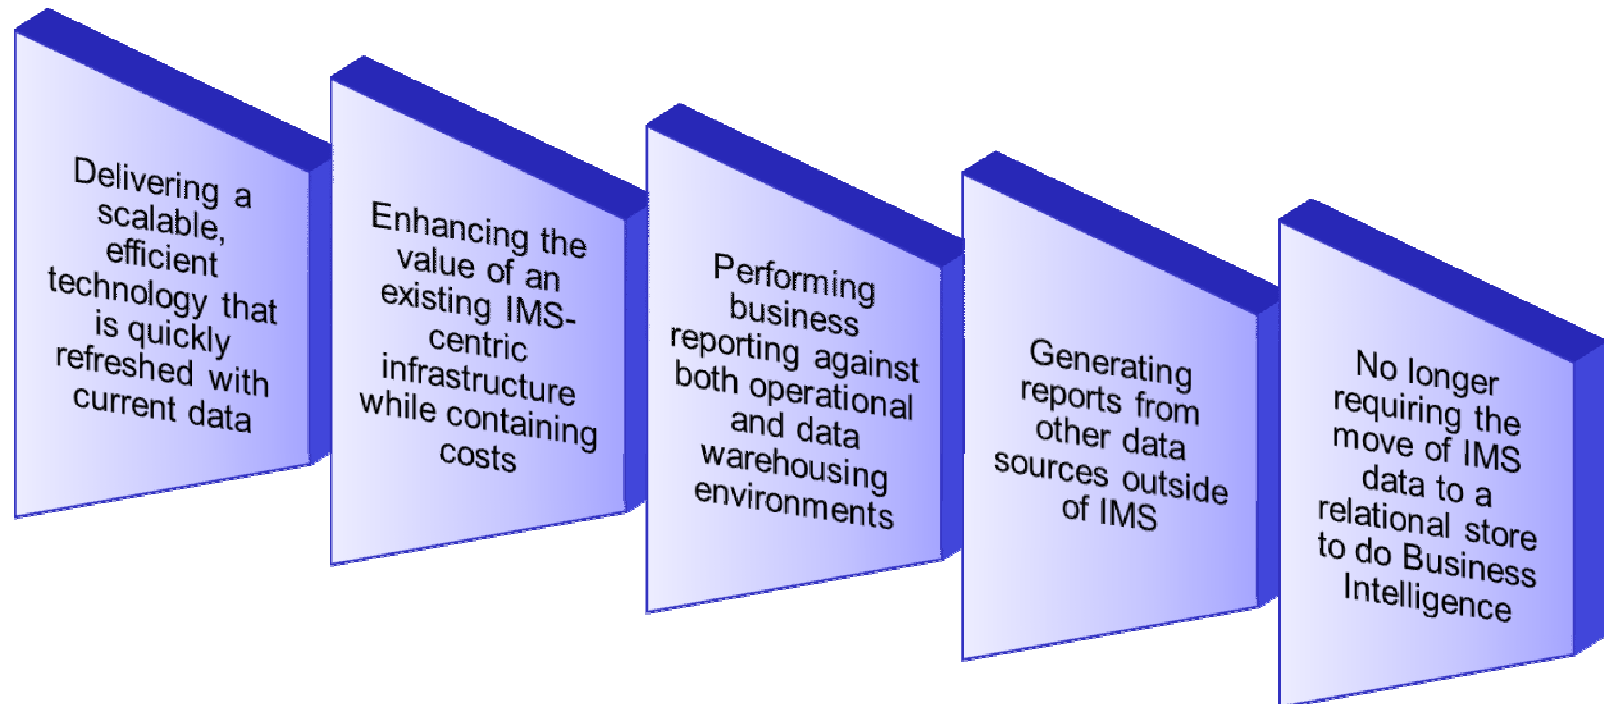 Delivering a
scalable,
efficient
technology that
is quickly
refreshed with
current data
Enhancing the
value of an
existing IMS-
centric
infrastructure
while containing
costs
Performing
business
reporting against
both operational
and data
warehousing
environments
Generating
reports from
other data
sources outside
of IMS
No longer
requiring the
move of IMS
data to a
relational store
to do Business
Intelligence